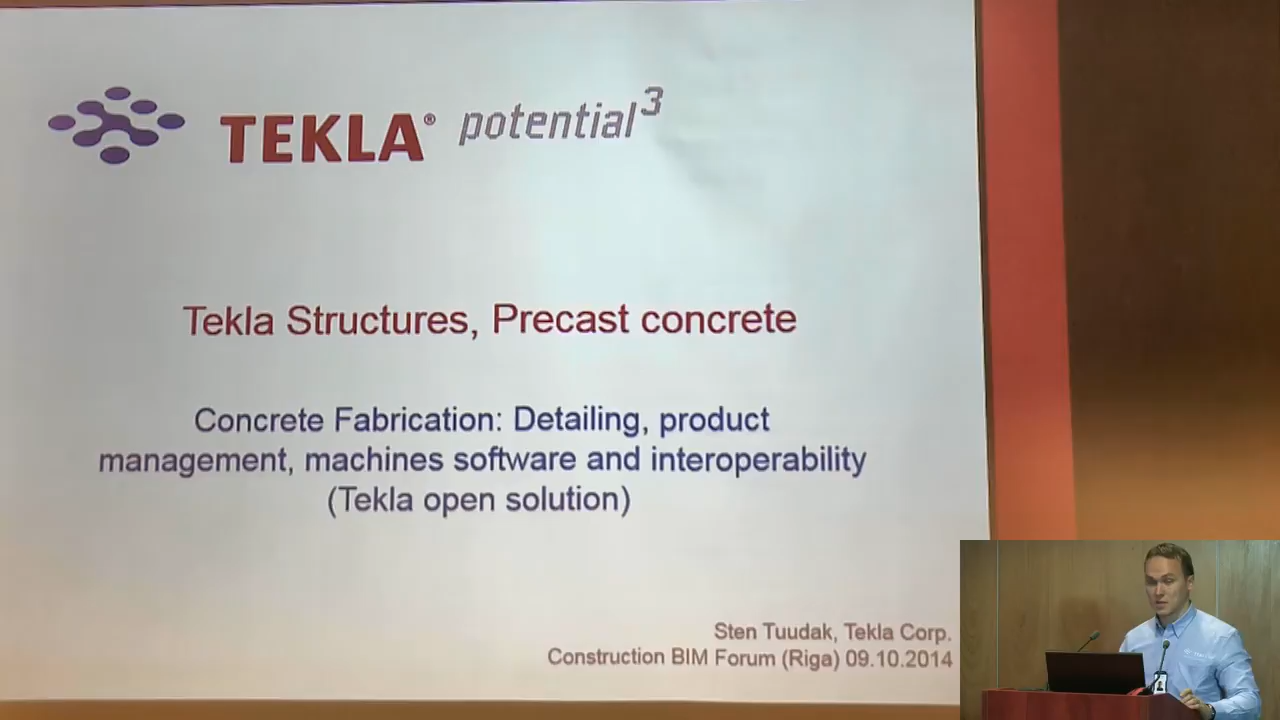 TEKLA® potential³
Tekla Structures, Precast concrete
Concrete Fabrication: Detailing, product
management, machines software and interoperability
(Tekla open solution)
Sten Tuudak, Tekla Corp.
Construction BIM Forum (Riga) 09.10.2014